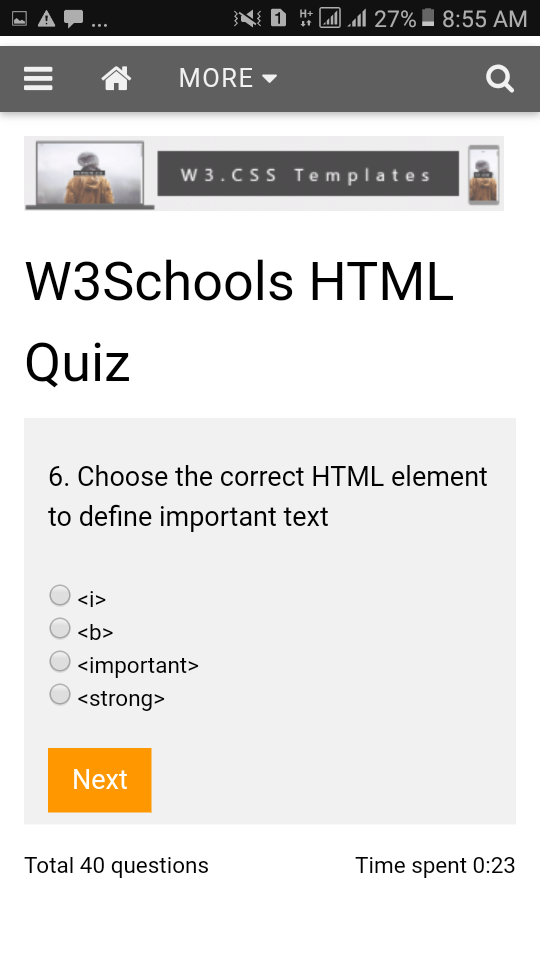 ... 1 H+ 27% 8:55 AM
MORE
W3.CSS Templates
W3Schools HTML
Quiz
6. Choose the correct HTML element
to define important text
<i>
<b>
<important>
<strong>
Next
Total 40 questions Time spent 0:23